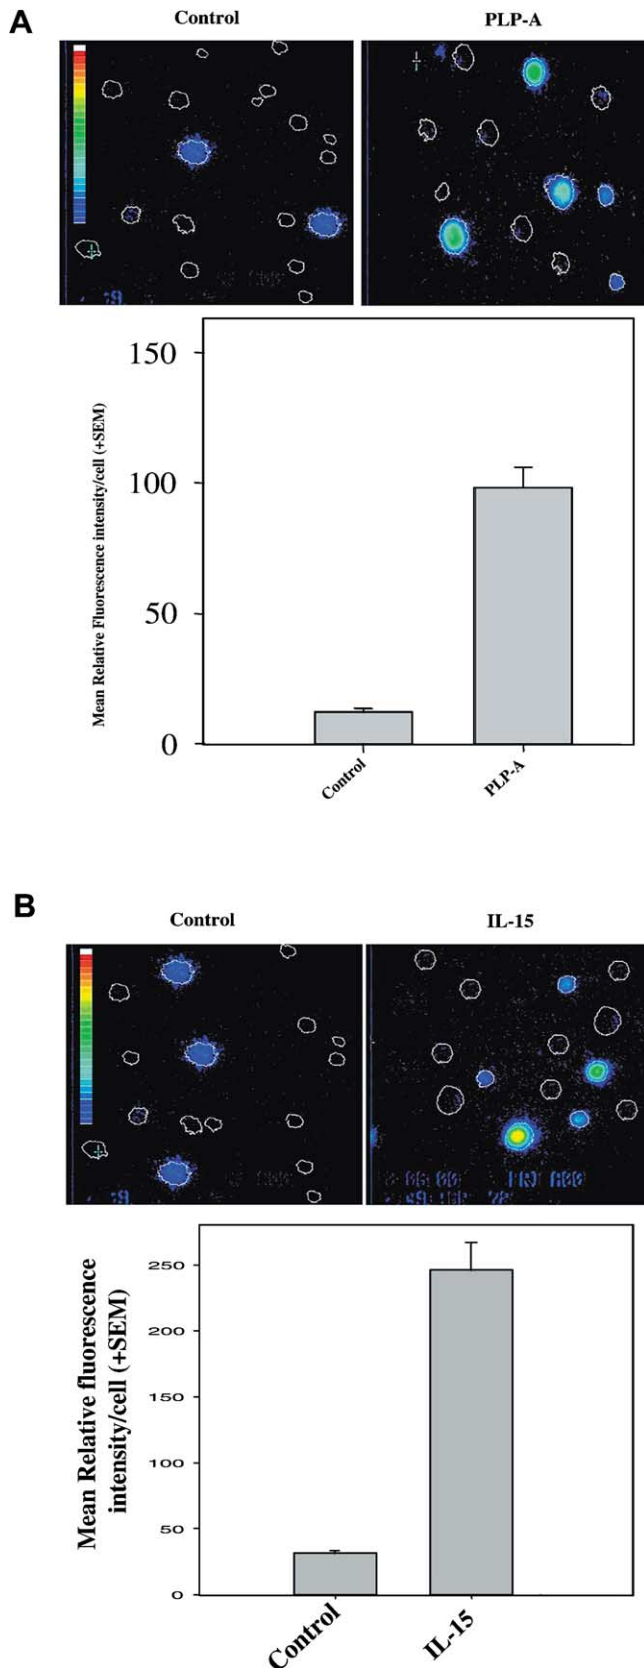 A
Control
PLP-A
150
100
50
0
Mean Relative Fluorescence intensity/cell (+SEM)
Control
PLP-A
B
Control
IL-15
250
200
150
100
50
0
Mean Relative fluorescence
intensity/cell (+SEM)
Control
IL-15